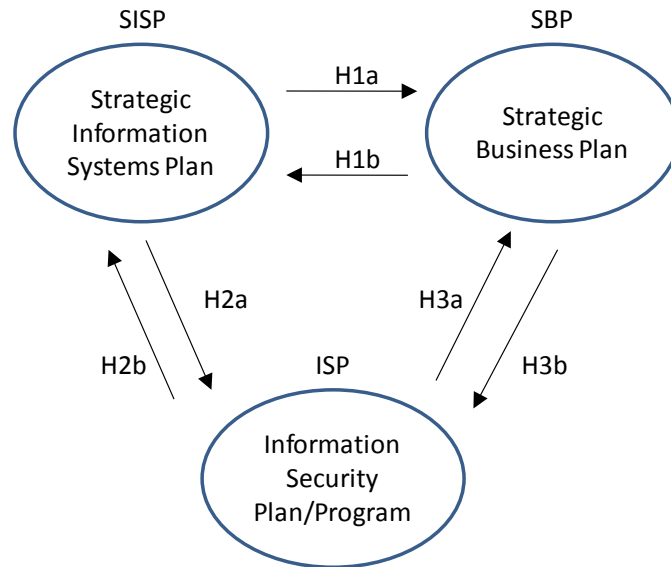 SISP
SBP
Strategic
Information
Systems Plan
H1a
H1b
Strategic
Business Plan
H2a
H2b
H3a
H3b
ISP
Information
Security
Plan/Program